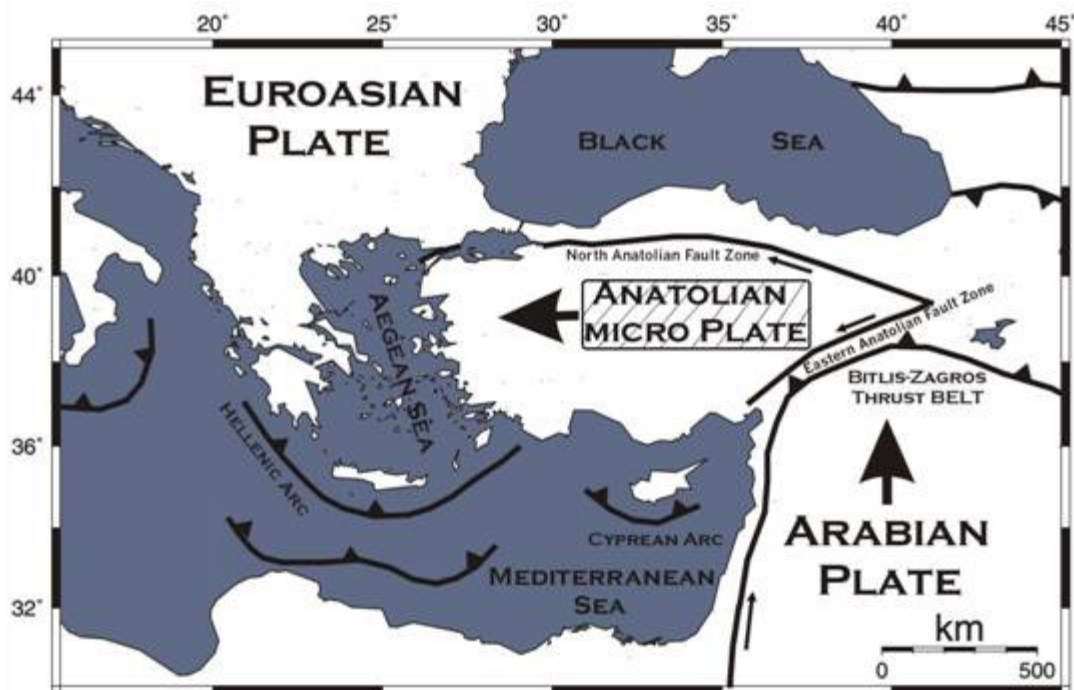 20˚ 25˚ 30˚ 35˚ 40˚ 45˚
44˚
40˚
36˚
32˚
EUROASIAN
PLATE
BLACK SEA
North Anatolian Fault Zone
ANATOLIAN
MICRO PLATE
Eastern Anatolian Fault Zone
AEGEAN SEA
BITLIS-ZAGROS
THRUST BELT
HELLENIC ARC
CYPREAN ARC
MEDITERRANEAN
SEA
ARABIAN
PLATE
km
0 500